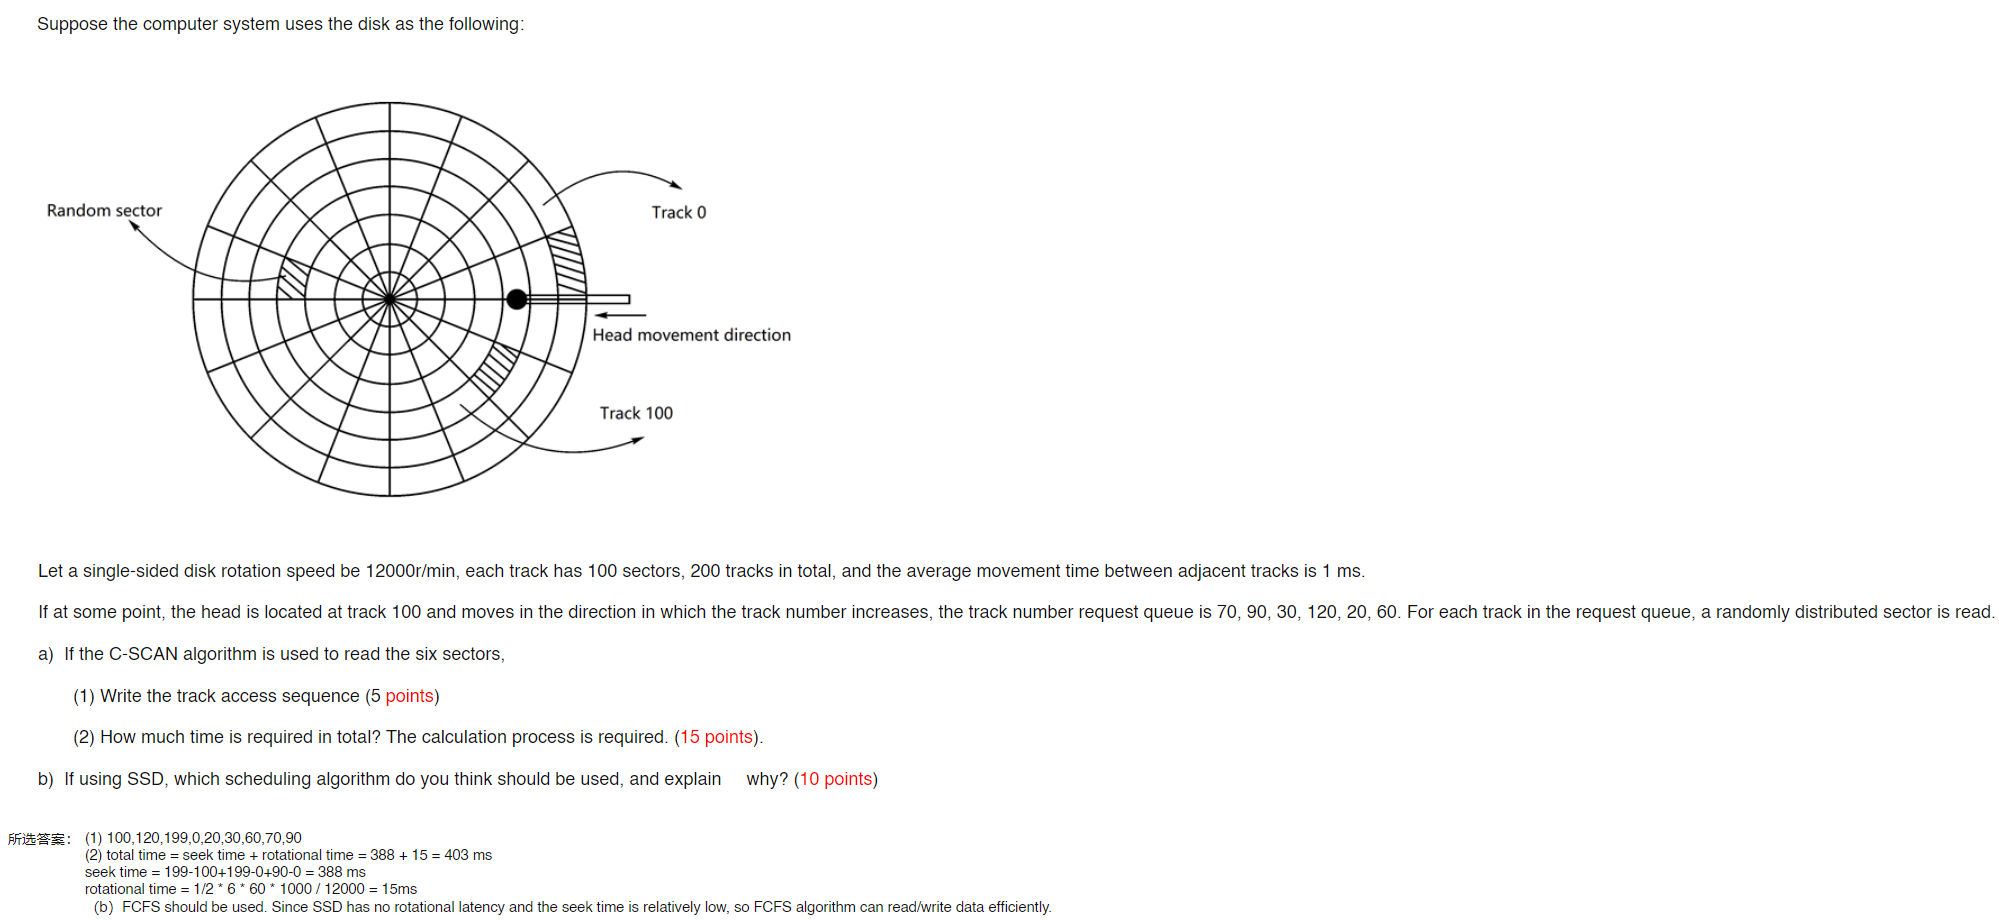 Suppose the computer system uses the disk as the following:
Random sector
Track 0
Head movement direction
Track 100
Let a single-sided disk rotation speed be 12000r/min, each track has 100 sectors, 200 tracks in total, and the average movement time between adjacent tracks is 1 ms.
If at some point, the head is located at track 100 and moves in the direction in which the track number increases, the track number request queue is 70, 90, 30, 120, 20, 60. For each track in the request queue, a randomly distributed sector is read.
a) If the C-SCAN algorithm is used to read the six sectors,
(1) Write the track access sequence (5 points)
(2) How much time is required in total? The calculation process is required. (15 points).
b) If using SSD, which scheduling algorithm do you think should be used, and explain why? (10 points)
所选答案: (1) 100,120,199,0,20,30,60,70,90
(2) total time = seek time + rotational time = 388 + 15 = 403 ms
seek time = 199-100+199-0+90-0 = 388 ms
rotational time = 1/2 * 6 * 60 * 1000 / 12000 = 15ms
(b) FCFS should be used. Since SSD has no rotational latency and the seek time is relatively low, so FCFS algorithm can read/write data efficiently.